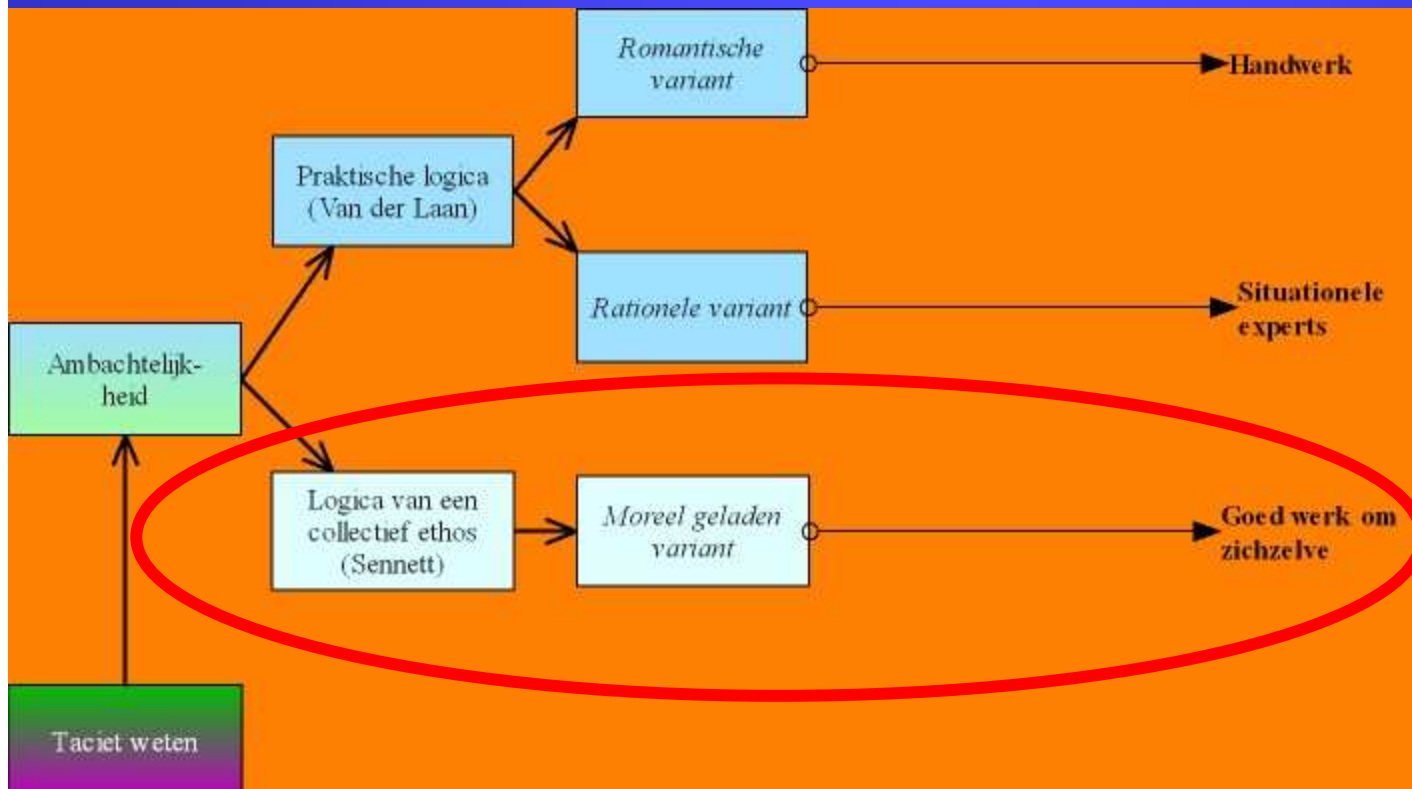 Romantische
variant
Handwerk
Praktische logica
(Van der Laan)
Rationele variant
Situationele
experts
Ambachtelijk-
heid
Logica van een
collectief ethos
(Sennett)
Moreel geladen
variant
Goed werk om
zichzelve
Taciet weten